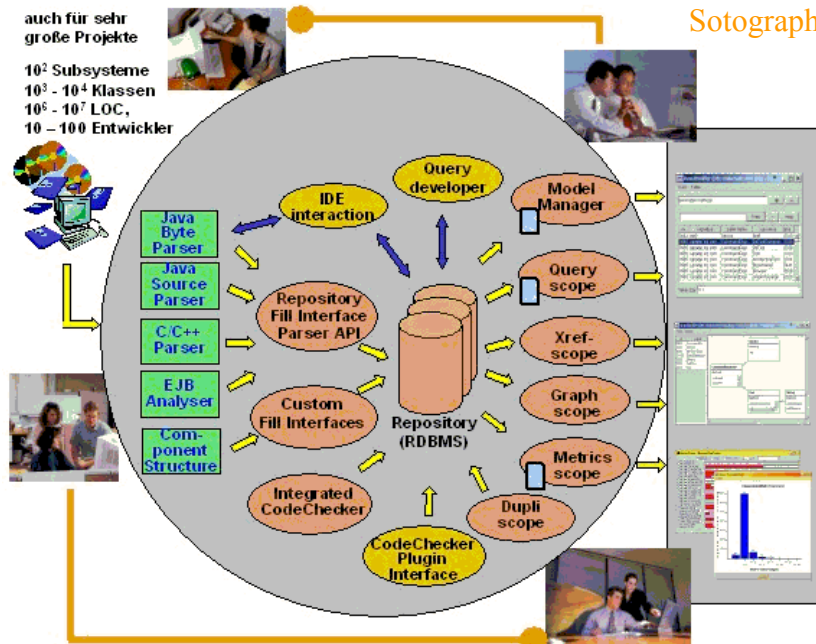 auch für sehr
große Projekte
10² Subsysteme
10³ - 10⁴ Klassen
10⁶ - 10⁷ LOC,
10 – 100 Entwickler
Sotograph
Java
Byte
Parser
Java
Source
Parser
C/C++
Parser
EJB
Analyser
Com-
ponent
Structure
IDE
interaction
Query
developer
Repository
Fill Interface
Parser API
Custom
Fill Interfaces
Integrated
CodeChecker
CodeChecker
Plugin
Interface
Repository
(RDBMS)
Model
Manager
Query
scope
Xref-
scope
Graph
scope
Metrics
scope
Dupli
scope